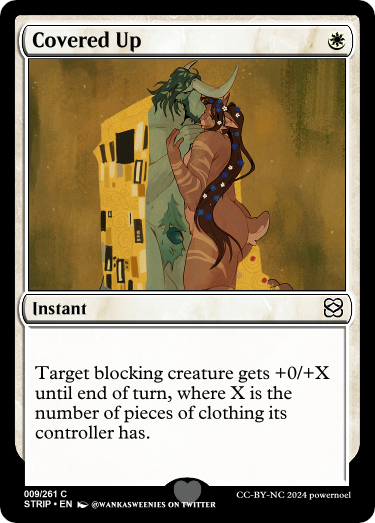 Covered Up
Instant
Target blocking creature gets +0/+X
until end of turn, where X is the
number of pieces of clothing its
controller has.
009/261 C
STRIP • EN @WANKASWEENIES ON TWITTER
CC-BY-NC 2024 powernoel